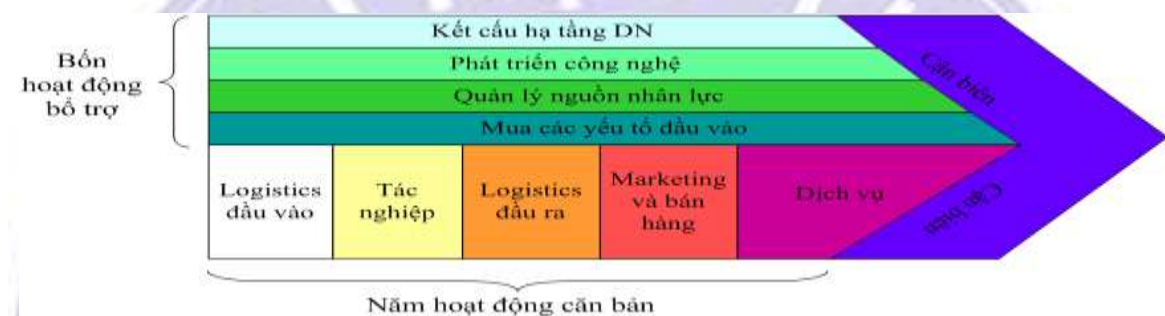 Kết cấu hạ tầng DN
Phát triển công nghệ
Quản lý nguồn nhân lực
Mua các yếu tố đầu vào
Bốn
hoạt động
bổ trợ
Cận biên
Logistics
đầu vào
Tác
nghiệp
Logistics
đầu ra
Marketing
và bán
hàng
Dịch vụ
Cận biên
Năm hoạt động căn bản